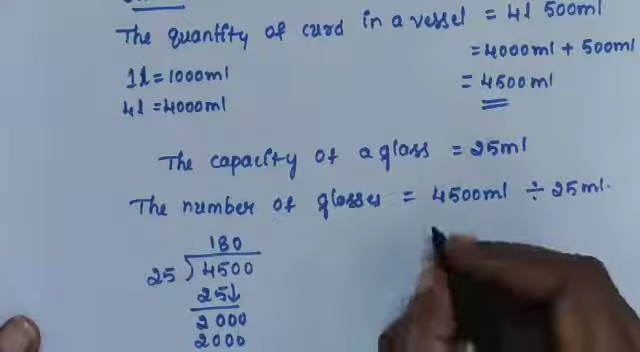 The quantity of curd in a vessel = 4l 500ml
= 4000ml + 500ml
1l = 1000ml
= 4500ml
4l = 4000ml
The capacity of a glass = 25ml
The number of glasses = 4500ml ÷ 25ml.
180
25 ) 4500
25↓
2000
2000